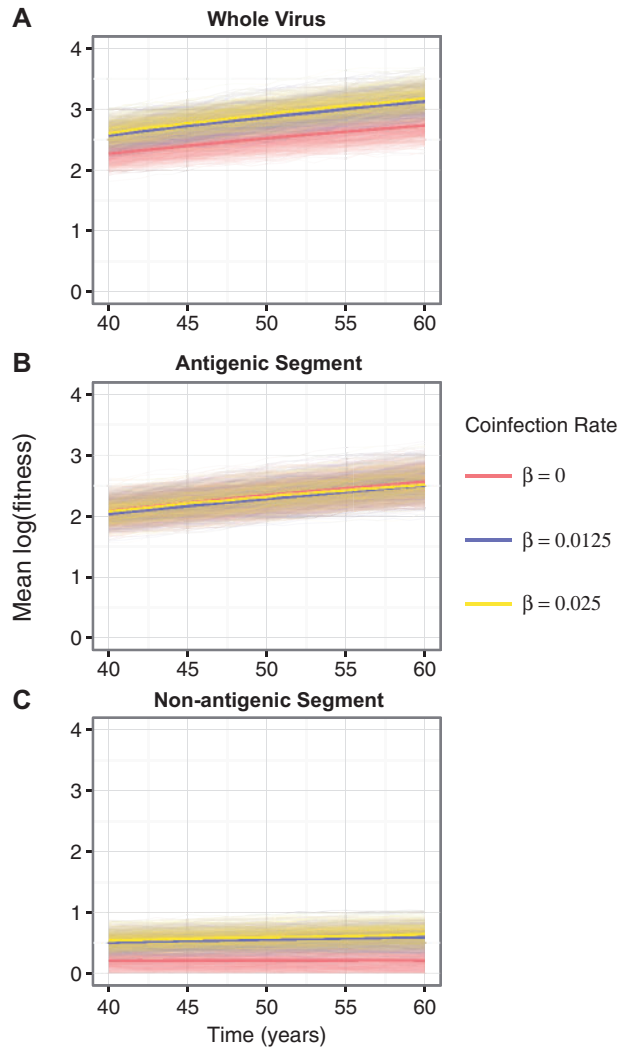 A
Whole Virus
4
3
2
1
0
40 45 50 55 60
B
Antigenic Segment
4
3
2
1
0
40 45 50 55 60
Mean log(fitness)
Coinfection Rate
β = 0
β = 0.0125
β = 0.025
C
Non-antigenic Segment
4
3
2
1
0
40 45 50 55 60
Time (years)